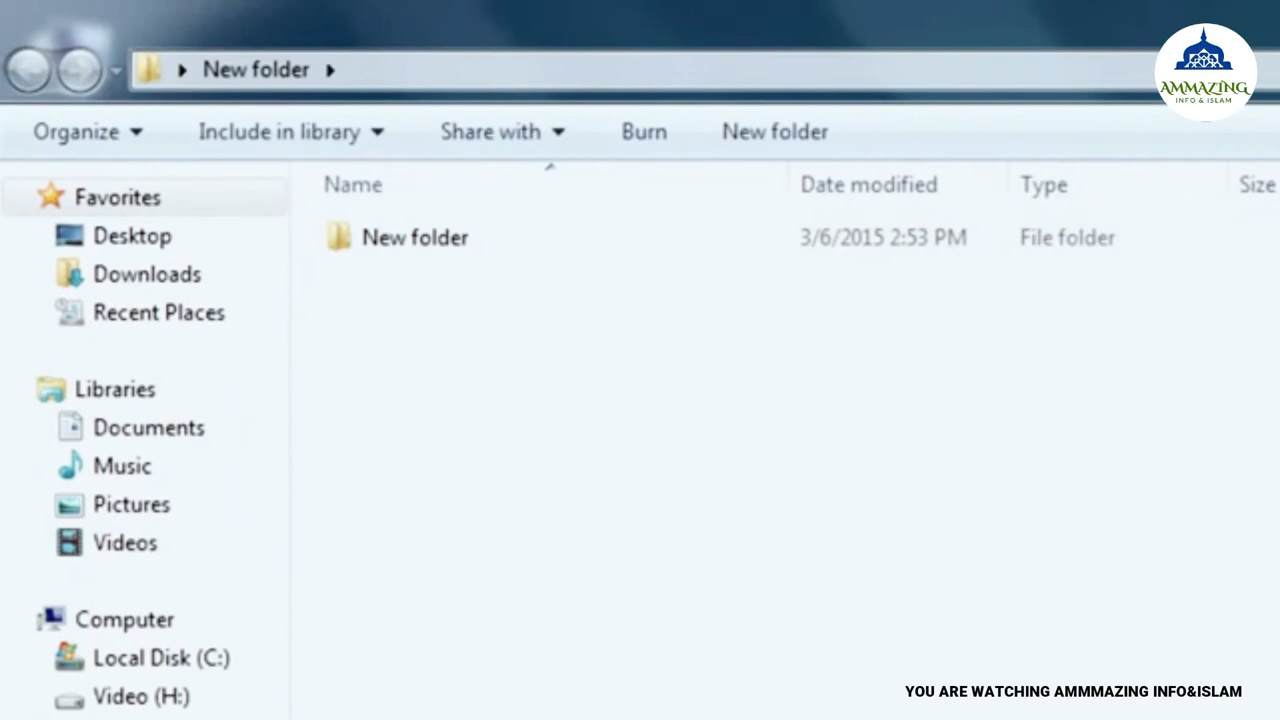 New folder
AMMAZING
INFO & ISLAM
Organize Include in library Share with Burn New folder
Name Date modified Type Size
Favorites
New folder 3/6/2015 2:53 PM File folder
Desktop
Downloads
Recent Places
Libraries
Documents
Music
Pictures
Videos
Computer
Local Disk (C:)
Video (H:)
YOU ARE WATCHING AMMMAZING INFO&ISLAM